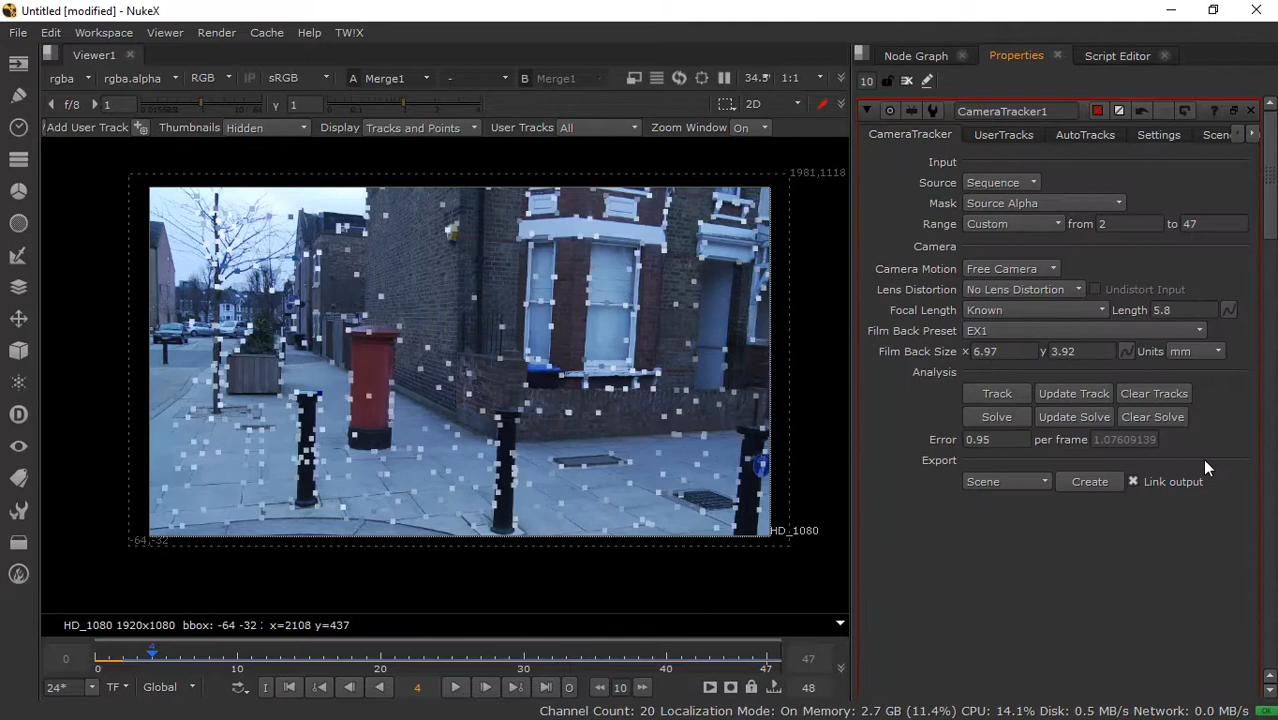 Untitled [modified] - NukeX
File Edit Workspace Viewer Render Cache Help TW!X
Viewer1
Node Graph Properties Script Editor
rgba rgba.alpha RGB IP sRGB A Merge1 - B Merge1 34.5 1:1
10
f/8 1 γ 1 2D
CameraTracker1
Add User Track Thumbnails Hidden Display Tracks and Points User Tracks All Zoom Window On
CameraTracker UserTracks AutoTracks Settings Scen
Input
1981,1118
Source Sequence
Mask Source Alpha
Range Custom from 2 to 47
Camera
Camera Motion Free Camera
Lens Distortion No Lens Distortion Undistort Input
Focal Length Known Length 5.8
Film Back Preset EX1
Film Back Size x 6.97 y 3.92 Units mm
Analysis
Track Update Track Clear Tracks
Solve Update Solve Clear Solve
Error 0.95 per frame 1.07609139
Export
Scene Create Link output
HD_1080
-64,-32
HD_1080 1920x1080 bbox: -64 -32 : x=2108 y=437
4
0 47
0 10 20 30 40 47
24* TF Global 4 10 48
Channel Count: 20 Localization Mode: On Memory: 2.7 GB (11.4%) CPU: 14.1% Disk: 0.5 MB/s Network: 0.0 MB/s OK